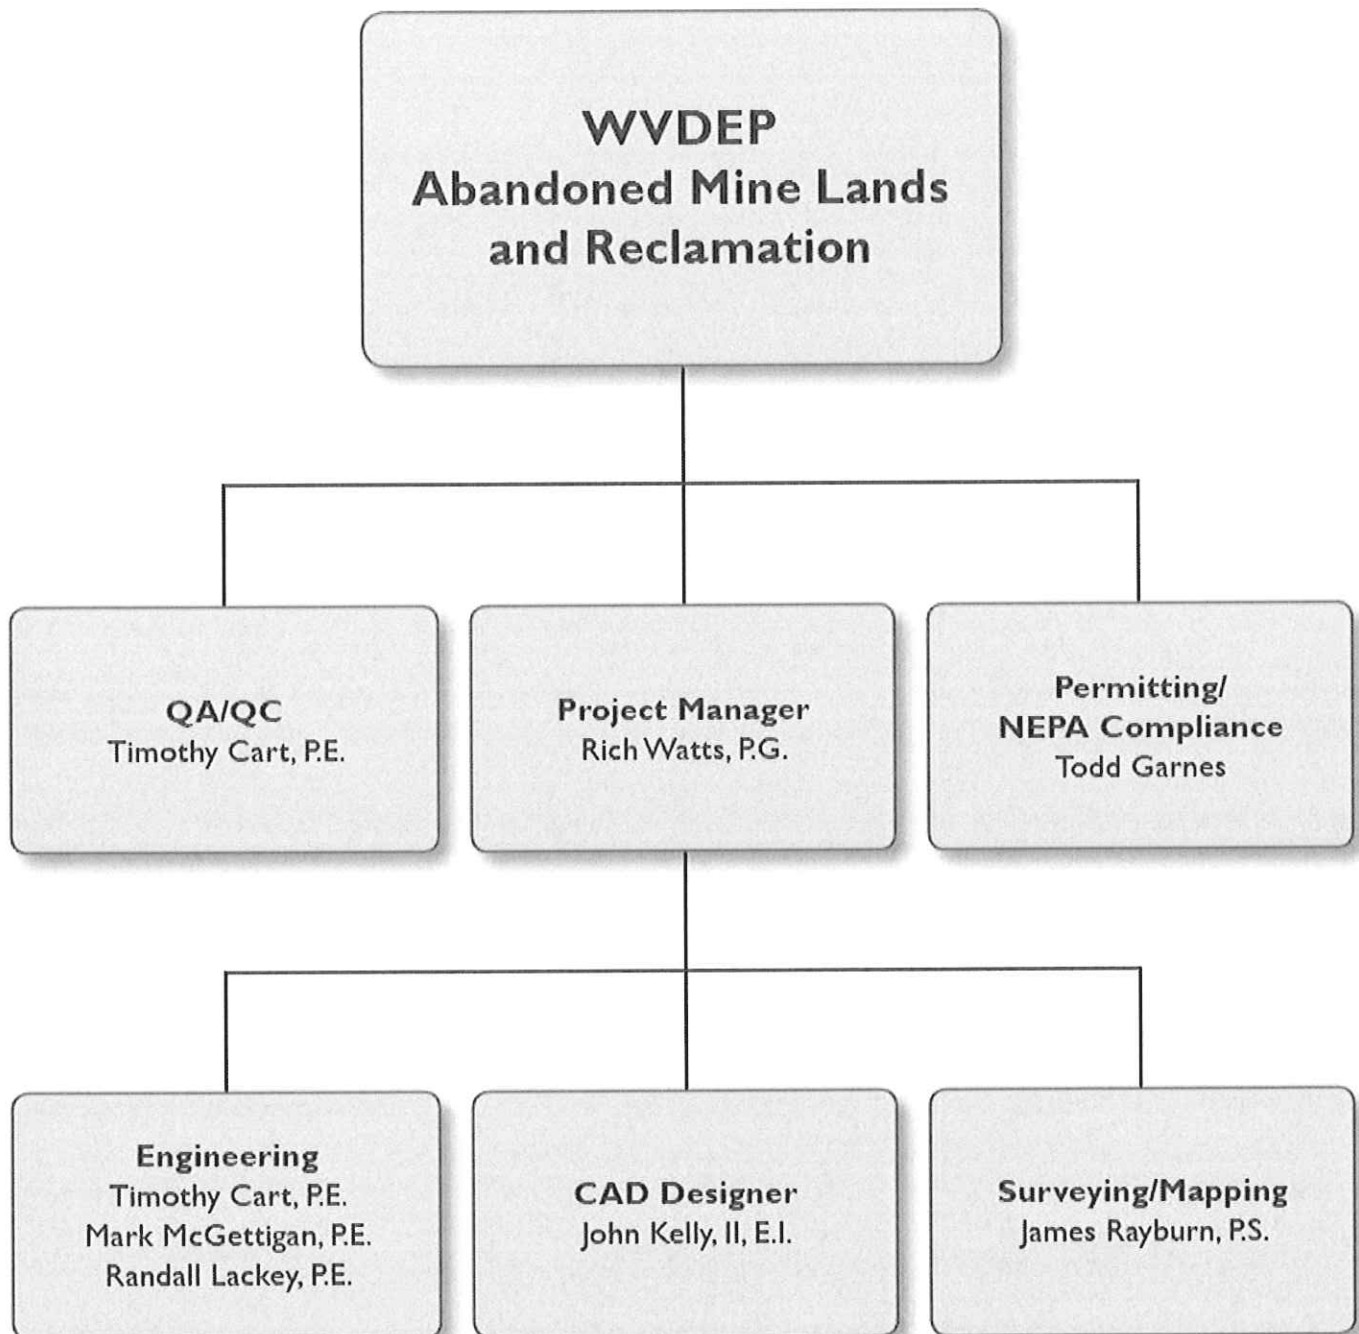 WVDEP
Abandoned Mine Lands
and Reclamation
QA/QC
Timothy Cart, P.E.
Project Manager
Rich Watts, P.G.
Permitting/
NEPA Compliance
Todd Garnes
Engineering
Timothy Cart, P.E.
Mark McGettigan, P.E.
Randall Lackey, P.E.
CAD Designer
John Kelly, II, E.I.
Surveying/Mapping
James Rayburn, P.S.